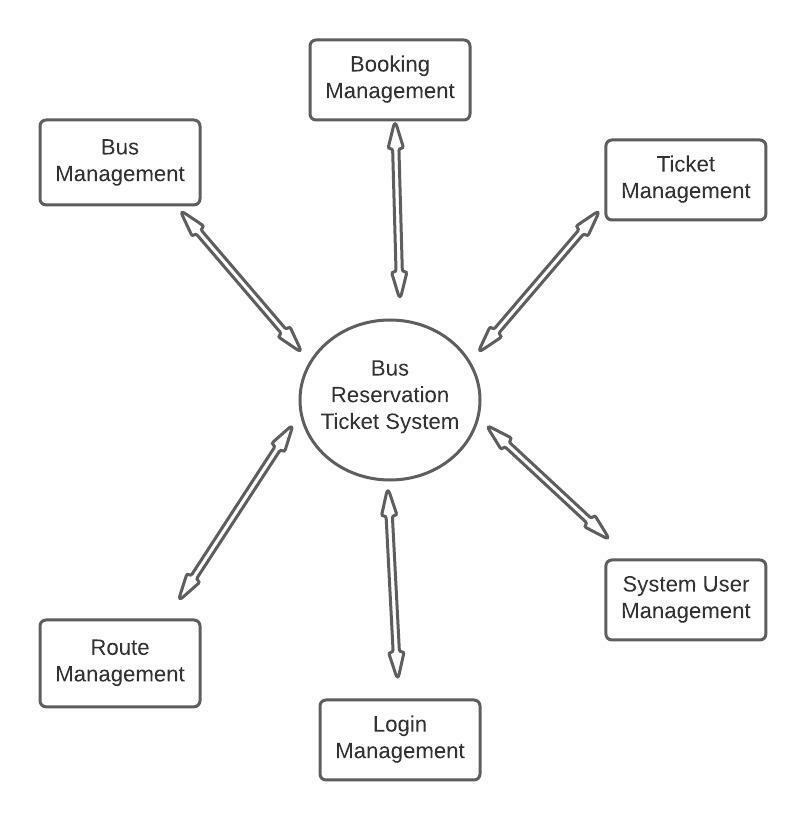 Booking
Management
Bus
Management
Ticket
Management
Bus
Reservation
Ticket System
System User
Management
Route
Management
Login
Management